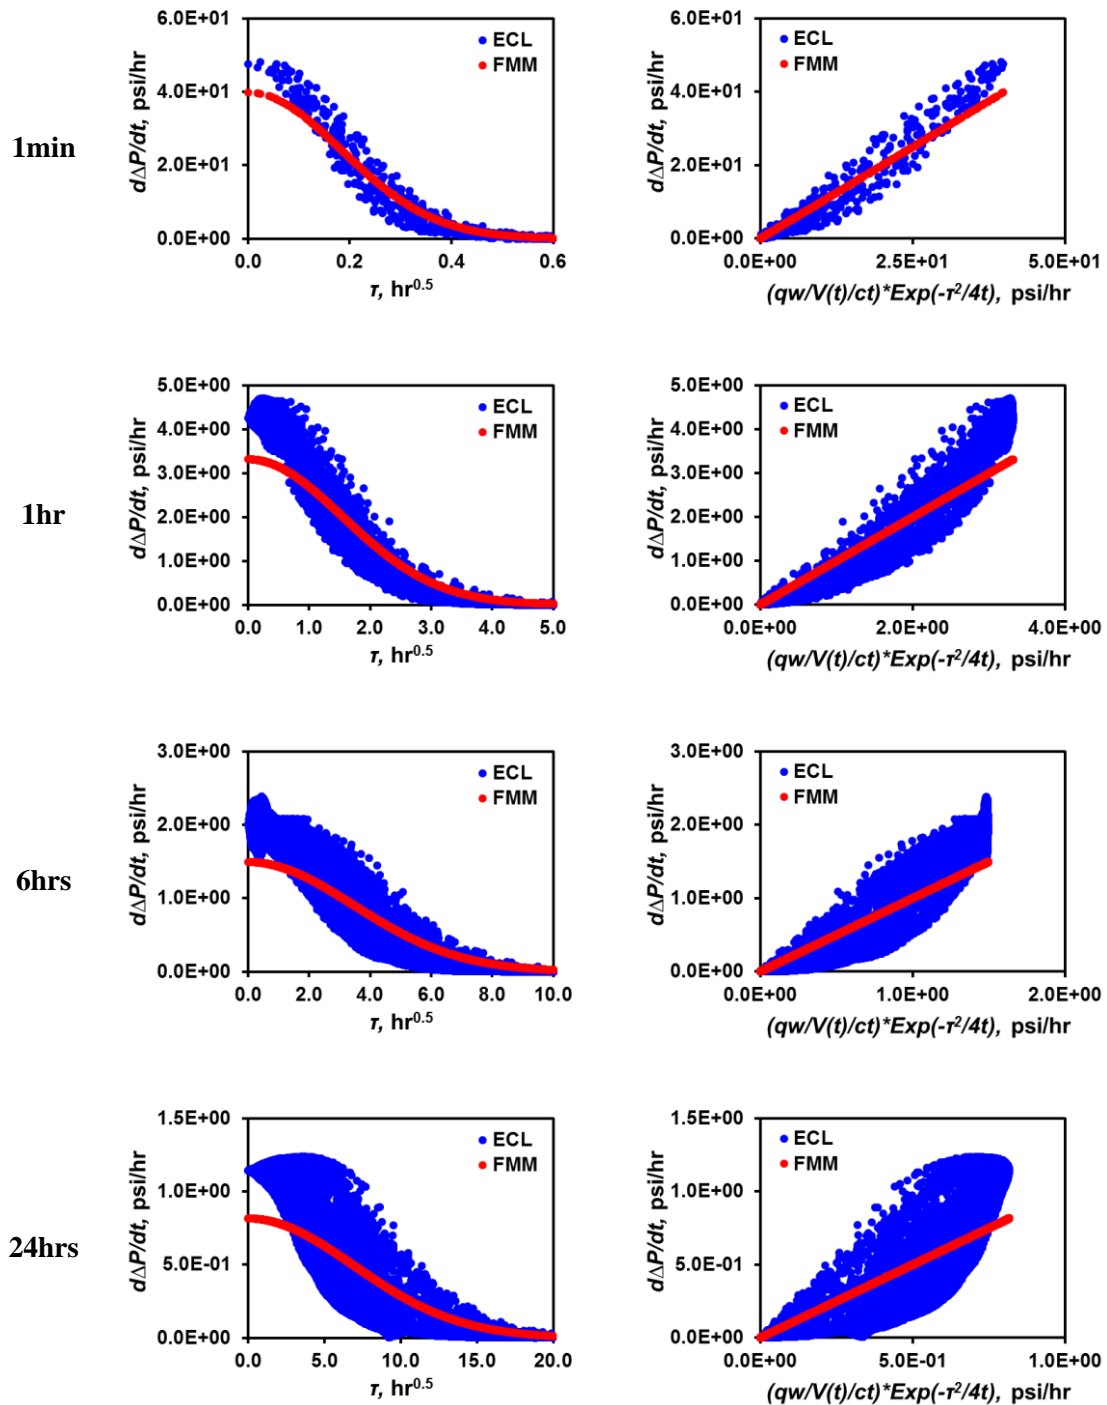 1min
6.0E+01
4.0E+01
2.0E+01
0.0E+00
dΔP/dt, psi/hr
ECL
FMM
0.0 0.2 0.4 0.6
τ, hr0.5
6.0E+01
4.0E+01
2.0E+01
0.0E+00
dΔP/dt, psi/hr
ECL
FMM
0.0E+00 2.5E+01 5.0E+01
(qw/V(t)/ct)*Exp(-τ2/4t), psi/hr
1hr
5.0E+00
4.0E+00
3.0E+00
2.0E+00
1.0E+00
0.0E+00
dΔP/dt, psi/hr
ECL
FMM
0.0 1.0 2.0 3.0 4.0 5.0
τ, hr0.5
5.0E+00
4.0E+00
3.0E+00
2.0E+00
1.0E+00
0.0E+00
dΔP/dt, psi/hr
ECL
FMM
0.0E+00 2.0E+00 4.0E+00
(qw/V(t)/ct)*Exp(-τ2/4t), psi/hr
6hrs
3.0E+00
2.0E+00
1.0E+00
0.0E+00
dΔP/dt, psi/hr
ECL
FMM
0.0 2.0 4.0 6.0 8.0 10.0
τ, hr0.5
3.0E+00
2.0E+00
1.0E+00
0.0E+00
dΔP/dt, psi/hr
ECL
FMM
0.0E+00 1.0E+00 2.0E+00
(qw/V(t)/ct)*Exp(-τ2/4t), psi/hr
24hrs
1.5E+00
1.0E+00
5.0E-01
0.0E+00
dΔP/dt, psi/hr
ECL
FMM
0.0 5.0 10.0 15.0 20.0
τ, hr0.5
1.5E+00
1.0E+00
5.0E-01
0.0E+00
dΔP/dt, psi/hr
ECL
FMM
0.0E+00 5.0E-01 1.0E+00
(qw/V(t)/ct)*Exp(-τ2/4t), psi/hr